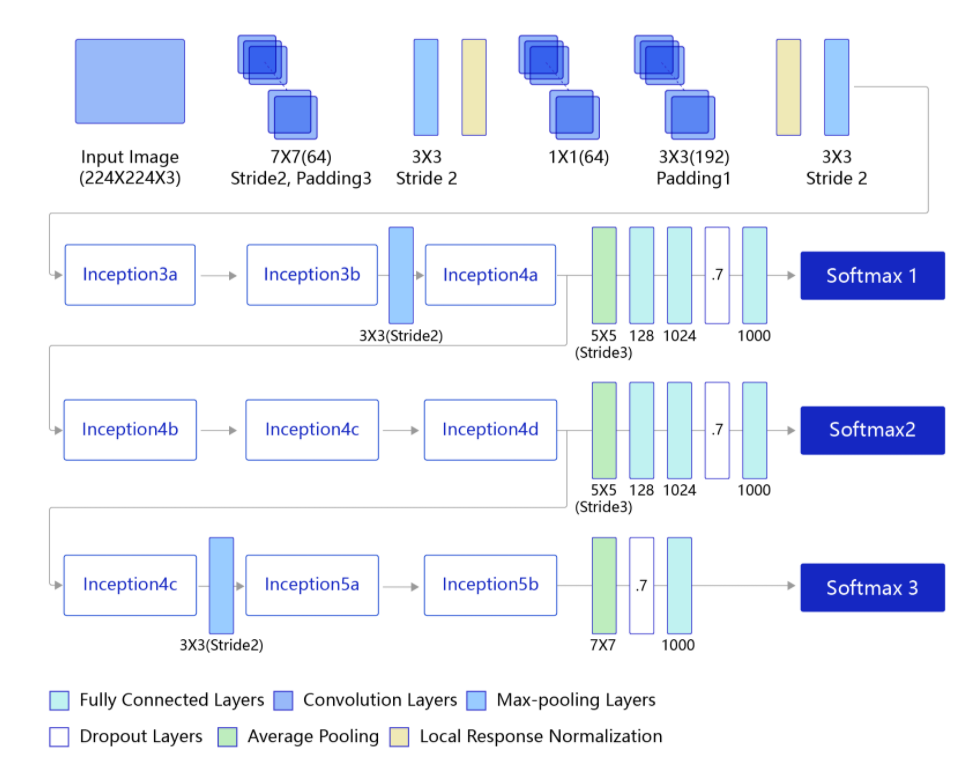 Input Image
(224X224X3)
7X7(64)
Stride2, Padding3
3X3
Stride 2
1X1(64)
3X3(192)
Padding1
3X3
Stride 2
Inception3a
Inception3b
3X3(Stride2)
Inception4a
5X5
(Stride3)
128
1024
.7
1000
Softmax 1
Inception4b
Inception4c
Inception4d
5X5
(Stride3)
128
1024
.7
1000
Softmax2
Inception4c
3X3(Stride2)
Inception5a
Inception5b
7X7
.7
1000
Softmax 3
Fully Connected Layers
Convolution Layers
Max-pooling Layers
Dropout Layers
Average Pooling
Local Response Normalization